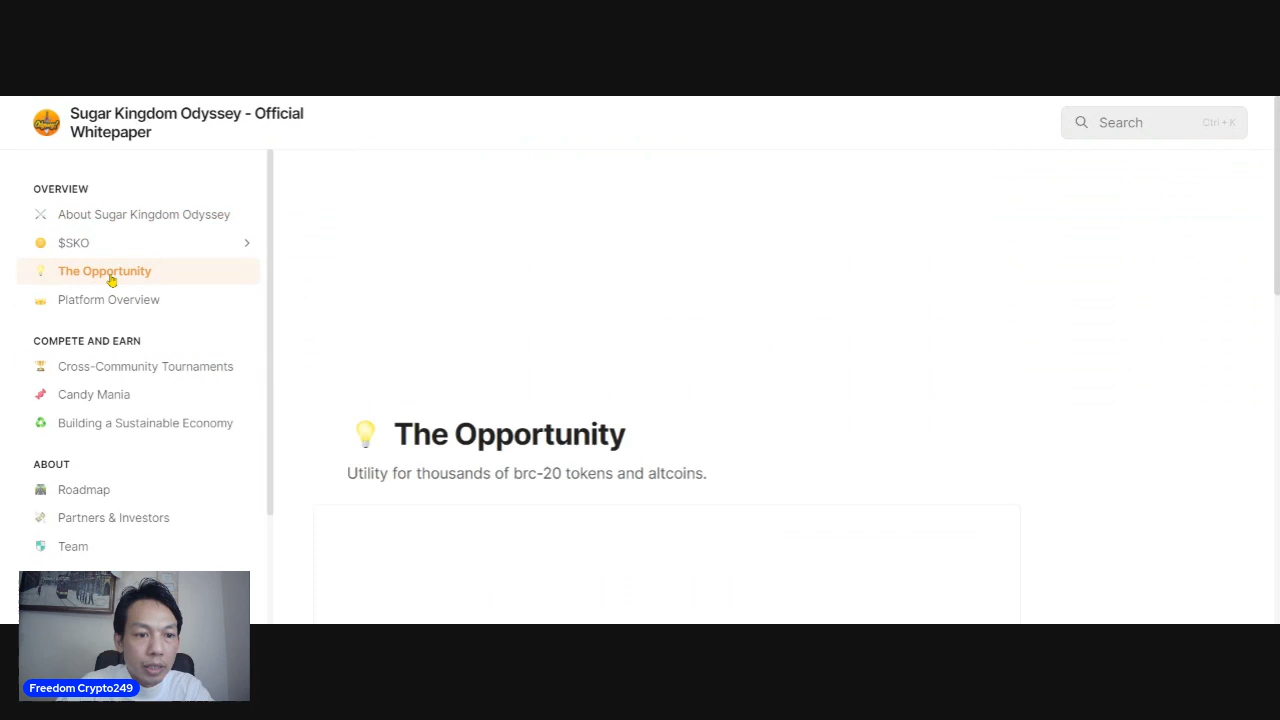 Sugar Kingdom Odyssey - Official
Whitepaper
Search
Ctrl + K
OVERVIEW
About Sugar Kingdom Odyssey
$SKO
The Opportunity
Platform Overview
COMPETE AND EARN
Cross-Community Tournaments
Candy Mania
Building a Sustainable Economy
ABOUT
Roadmap
Partners & Investors
Team
The Opportunity
Utility for thousands of brc-20 tokens and altcoins.
Freedom Crypto249